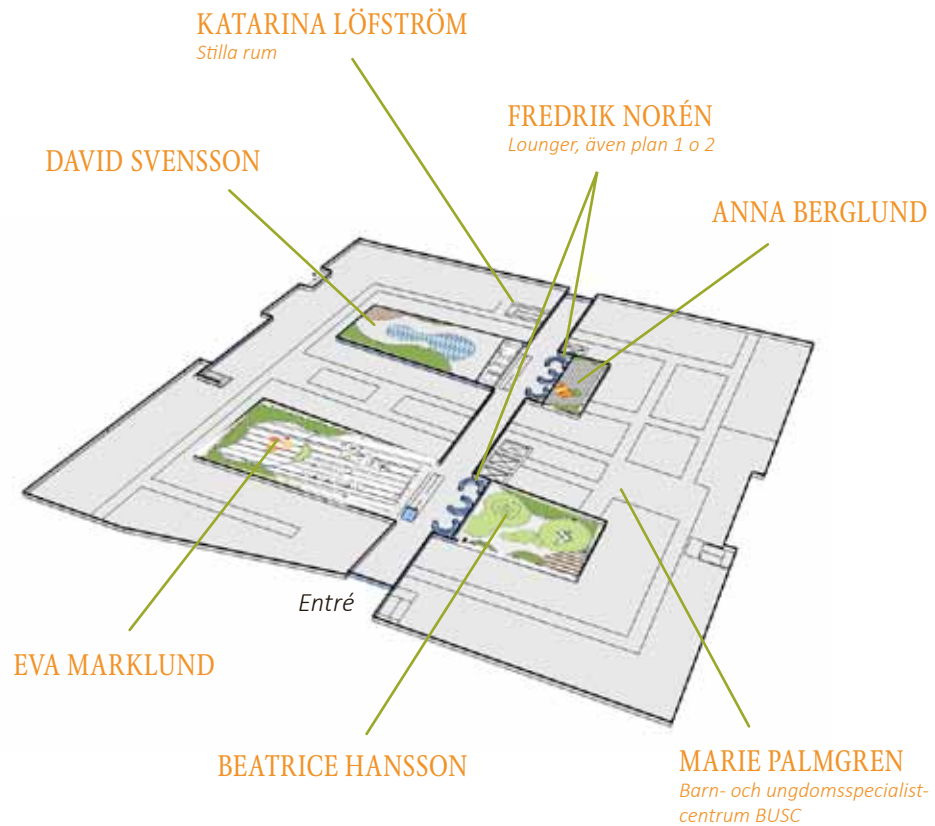 KATARINA LÖFSTRÖM
Stilla rum
FREDRIK NORÉN
Lounger, även plan 1 o 2
DAVID SVENSSON
ANNA BERGLUND
Entré
EVA MARKLUND
BEATRICE HANSSON
MARIE PALMGREN
Barn- och ungdomsspecialist-
centrum BUSC